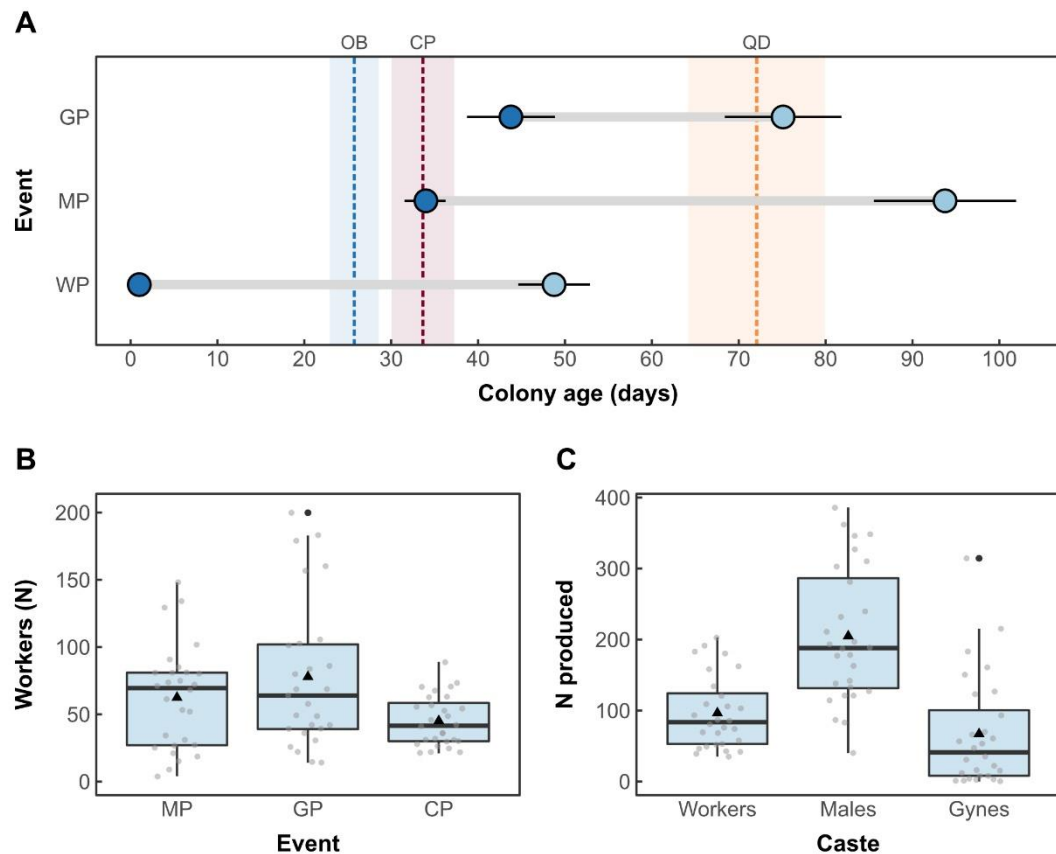 A
OB CP QD
GP
MP
WP
Event
0 10 20 30 40 50 60 70 80 90 100
Colony age (days)
B
200
150
100
50
0
Workers (N)
MP GP CP
Event
C
400
300
200
100
0
N produced
Workers Males Gynes
Caste